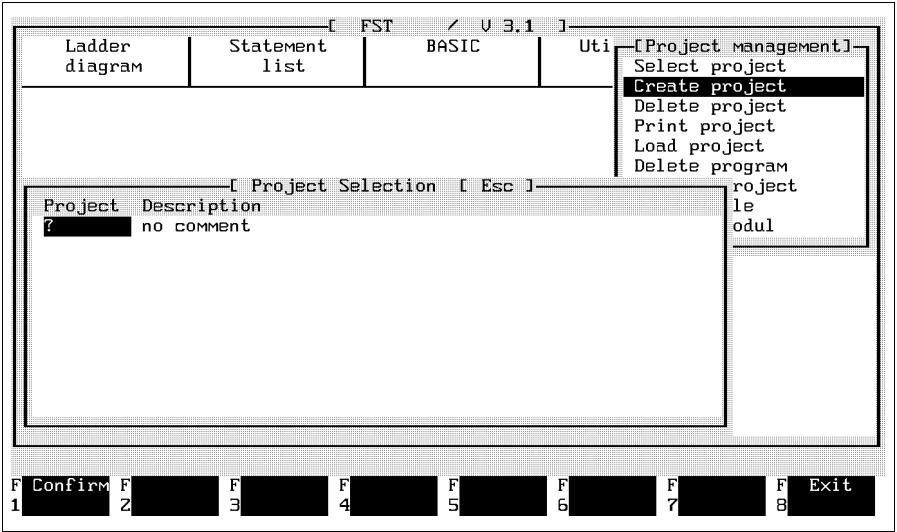 [ FST / V 3.1 ]
Ladder diagram
Statement list
BASIC
Uti
[Project management]
Select project
Create project
Delete project
Print project
Load project
Delete program
roject
le
odul
[ Project Selection [ Esc ]
Project Description
? no comment
F1 Confirm F2 F3 F4 F5 F6 F7 F8 Exit